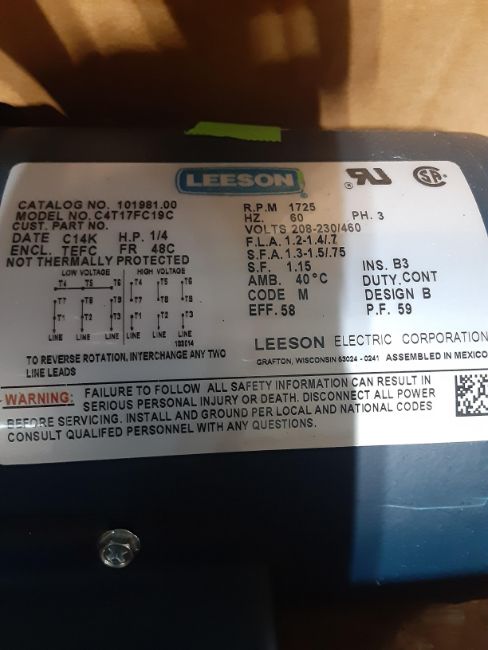 LEESON
CATALOG NO. 101981.00
MODEL NO. C4T17FC19C
CUST. PART NO.
DATE C14K H.P. 1/4
ENCL. TEFC FR 48C
NOT THERMALLY PROTECTED
R.P.M 1725
HZ. 60 PH. 3
VOLTS 208-230/460
F.L.A. 1.2-1.4/.7
S.F.A. 1.3-1.5/.75
S.F. 1.15 INS. B3
AMB. 40°C DUTY. CONT
CODE M DESIGN B
EFF. 58 P.F. 59
LOW VOLTAGE HIGH VOLTAGE
T4 T5 T6 T4 T5 T6
T7 T8 T9 T7 T8 T9
T1 T2 T3 T1 T2 T3
LINE LINE LINE LINE
103014
TO REVERSE ROTATION, INTERCHANGE ANY TWO
LINE LEADS
LEESON ELECTRIC CORPORATION
GRAFTON, WISCONSIN 53024 - 0241 ASSEMBLED IN MEXICO
WARNING: FAILURE TO FOLLOW ALL SAFETY INFORMATION CAN RESULT IN
SERIOUS PERSONAL INJURY OR DEATH. DISCONNECT ALL POWER
BEFORE SERVICING. INSTALL AND GROUND PER LOCAL AND NATIONAL CODES
CONSULT QUALIFED PERSONNEL WITH ANY QUESTIONS.